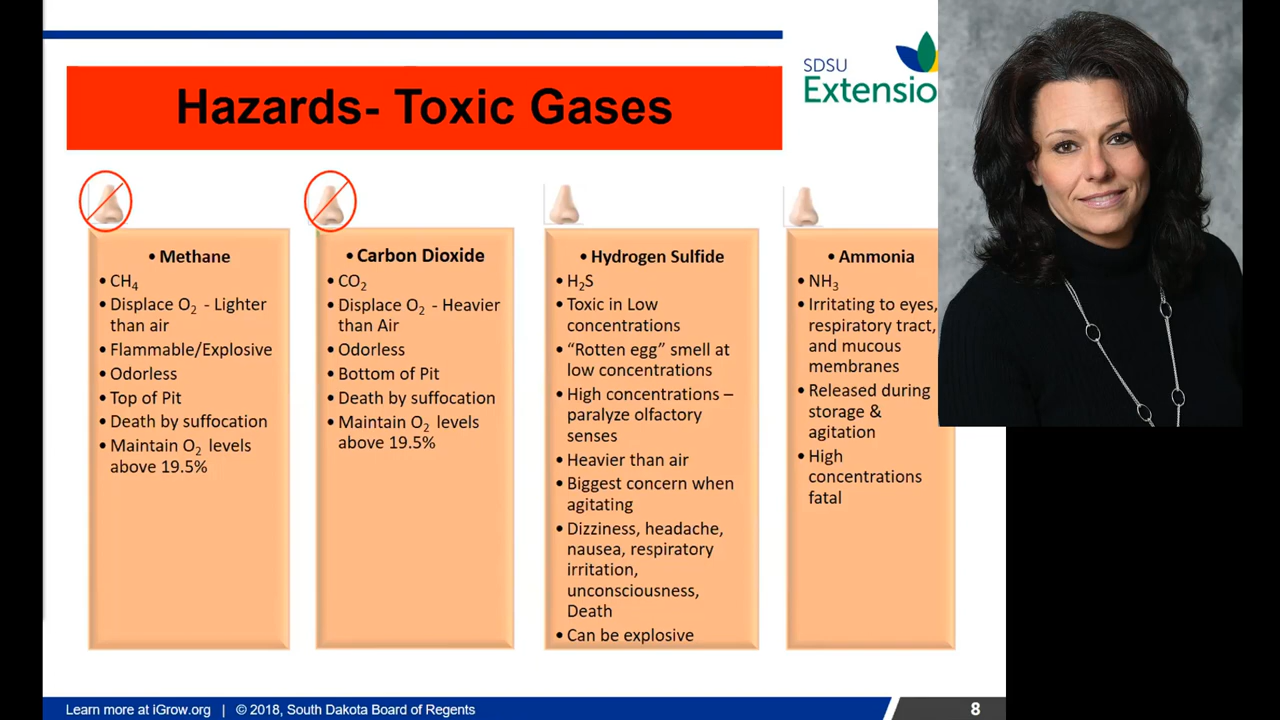 SDSU
Extensio
Hazards- Toxic Gases
• Methane
• CH₄
• Displace O₂ - Lighter
than air
• Flammable/Explosive
• Odorless
• Top of Pit
• Death by suffocation
• Maintain O₂ levels
above 19.5%
• Carbon Dioxide
• CO₂
• Displace O₂ - Heavier
than Air
• Odorless
• Bottom of Pit
• Death by suffocation
• Maintain O₂ levels
above 19.5%
• Hydrogen Sulfide
• H₂S
• Toxic in Low
concentrations
• “Rotten egg” smell at
low concentrations
• High concentrations –
paralyze olfactory
senses
• Heavier than air
• Biggest concern when
agitating
• Dizziness, headache,
nausea, respiratory
irritation,
unconsciousness,
Death
• Can be explosive
• Ammonia
• NH₃
• Irritating to eyes,
respiratory tract,
and mucous
membranes
• Released during
storage &
agitation
• High
concentrations
fatal
Learn more at iGrow.org | © 2018, South Dakota Board of Regents
8